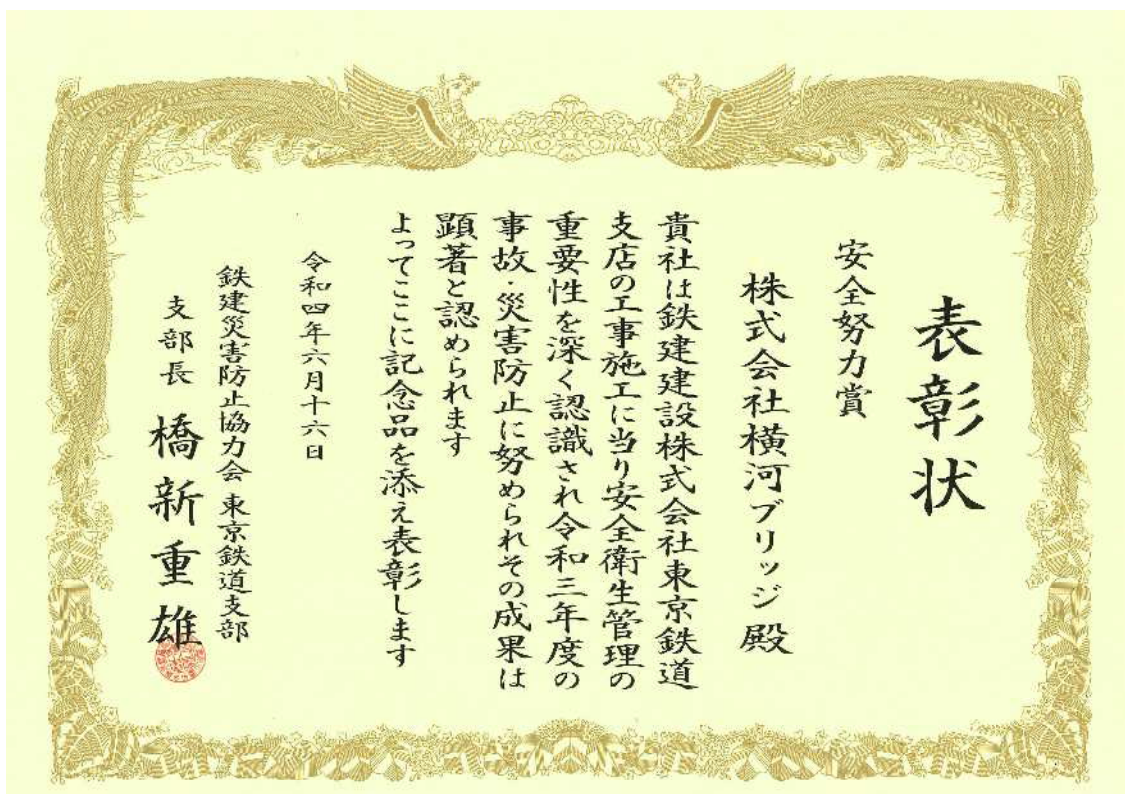 表彰状
安全努力賞
株式会社横河ブリッジ殿
貴社は鉄建建設株式会社東京鉄道
支店の工事施工に当り安全衛生管理の
重要性を深く認識され令和三年度の
事故・災害防止に努められその成果は
顕著と認められます
よってここに記念品を添え表彰します
令和四年六月十六日
鉄建災害防止協力会 東京鉄道支部
支部長 橋新重雄